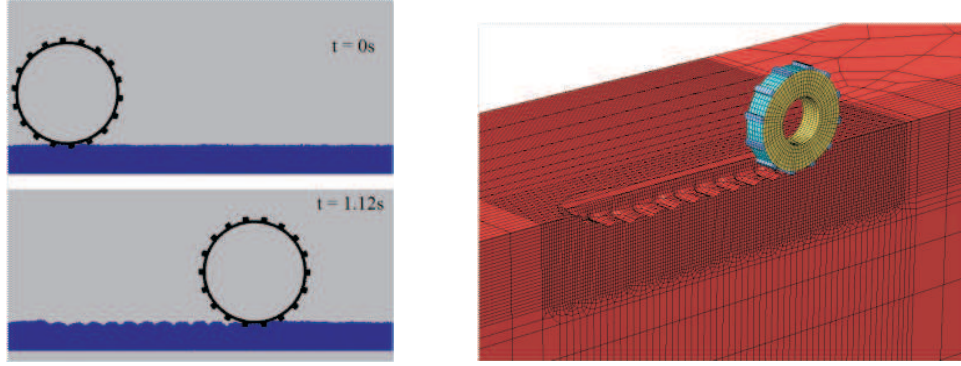 t = 0s
t = 1.12s